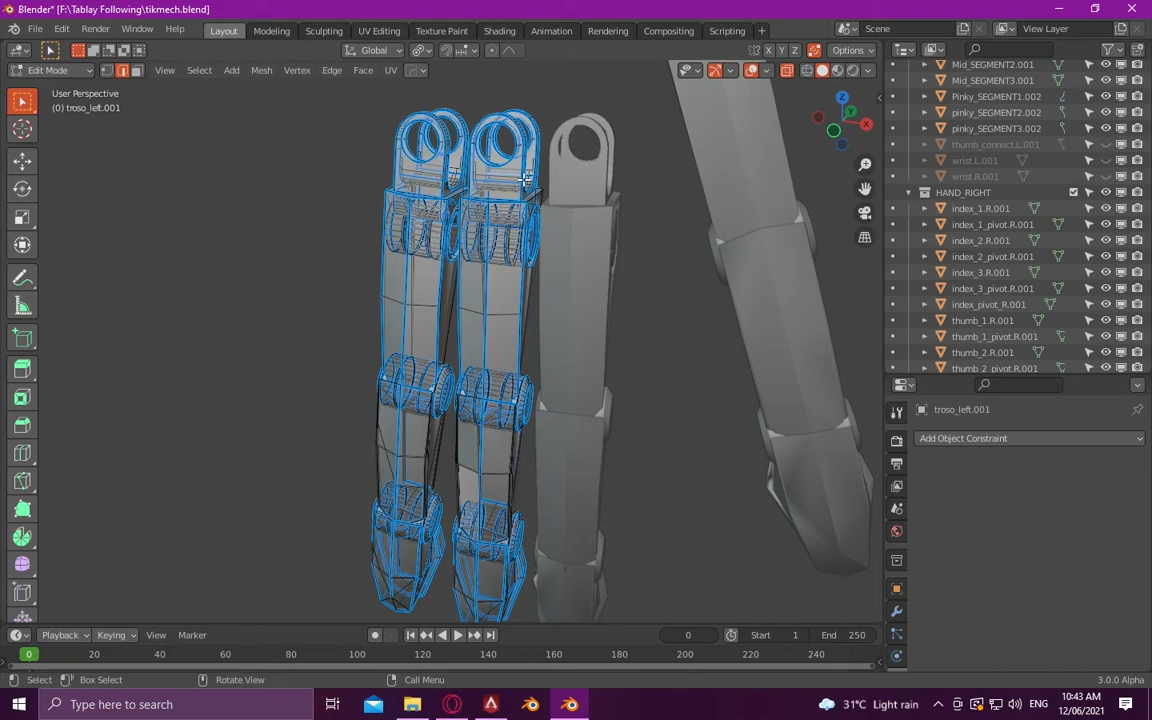 Blender* [F:\Tablay Following\tikmech.blend]
File Edit Render Window Help Layout Modeling Sculpting UV Editing Texture Paint Shading Animation Rendering Compositing Scripting Scene View Layer
Global Options
Edit Mode View Select Add Mesh Vertex Edge Face UV
User Perspective
(0) troso_left.001
X Y Z
Z Y X
Mid_SEGMENT2.001
Mid_SEGMENT3.001
Pinky_SEGMENT1.002
pinky_SEGMENT2.002
pinky_SEGMENT3.002
thumb_connect.L.001
wrist.L.001
wrist.R.001
HAND_RIGHT
index_1.R.001
index_1_pivot.R.001
index_2.R.001
index_2_pivot.R.001
index_3.R.001
index_3_pivot.R.001
index_pivot_R.001
thumb_1.R.001
thumb_1_pivot.R.001
thumb_2.R.001
thumb_2_pivot.R.001
troso_left.001
Add Object Constraint
Playback Keying View Marker 0 Start 1 End 250
0 20 40 60 80 100 120 140 160 180 200 220 240
Select Box Select Rotate View Call Menu 3.0.0 Alpha
Type here to search 31°C Light rain ENG 10:43 AM
12/06/2021